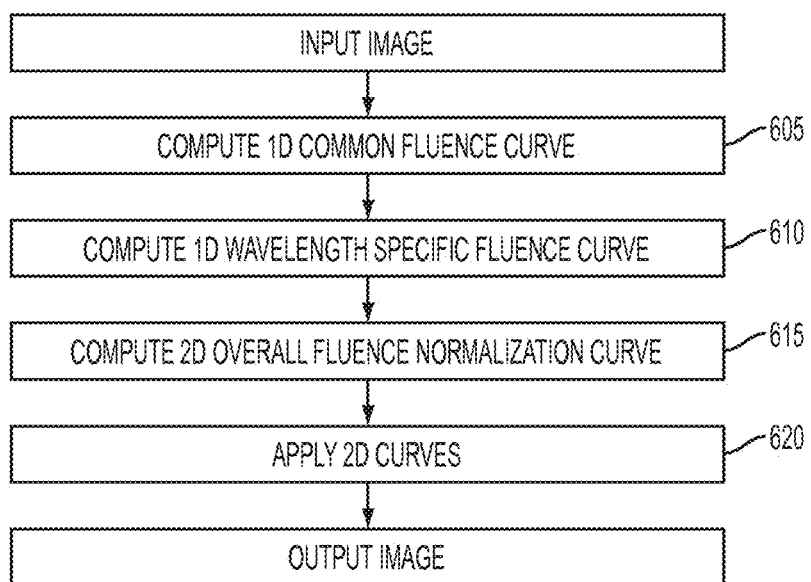 INPUT IMAGE
COMPUTE 1D COMMON FLUENCE CURVE
605
COMPUTE 1D WAVELENGTH SPECIFIC FLUENCE CURVE
610
COMPUTE 2D OVERALL FLUENCE NORMALIZATION CURVE
615
APPLY 2D CURVES
620
OUTPUT IMAGE